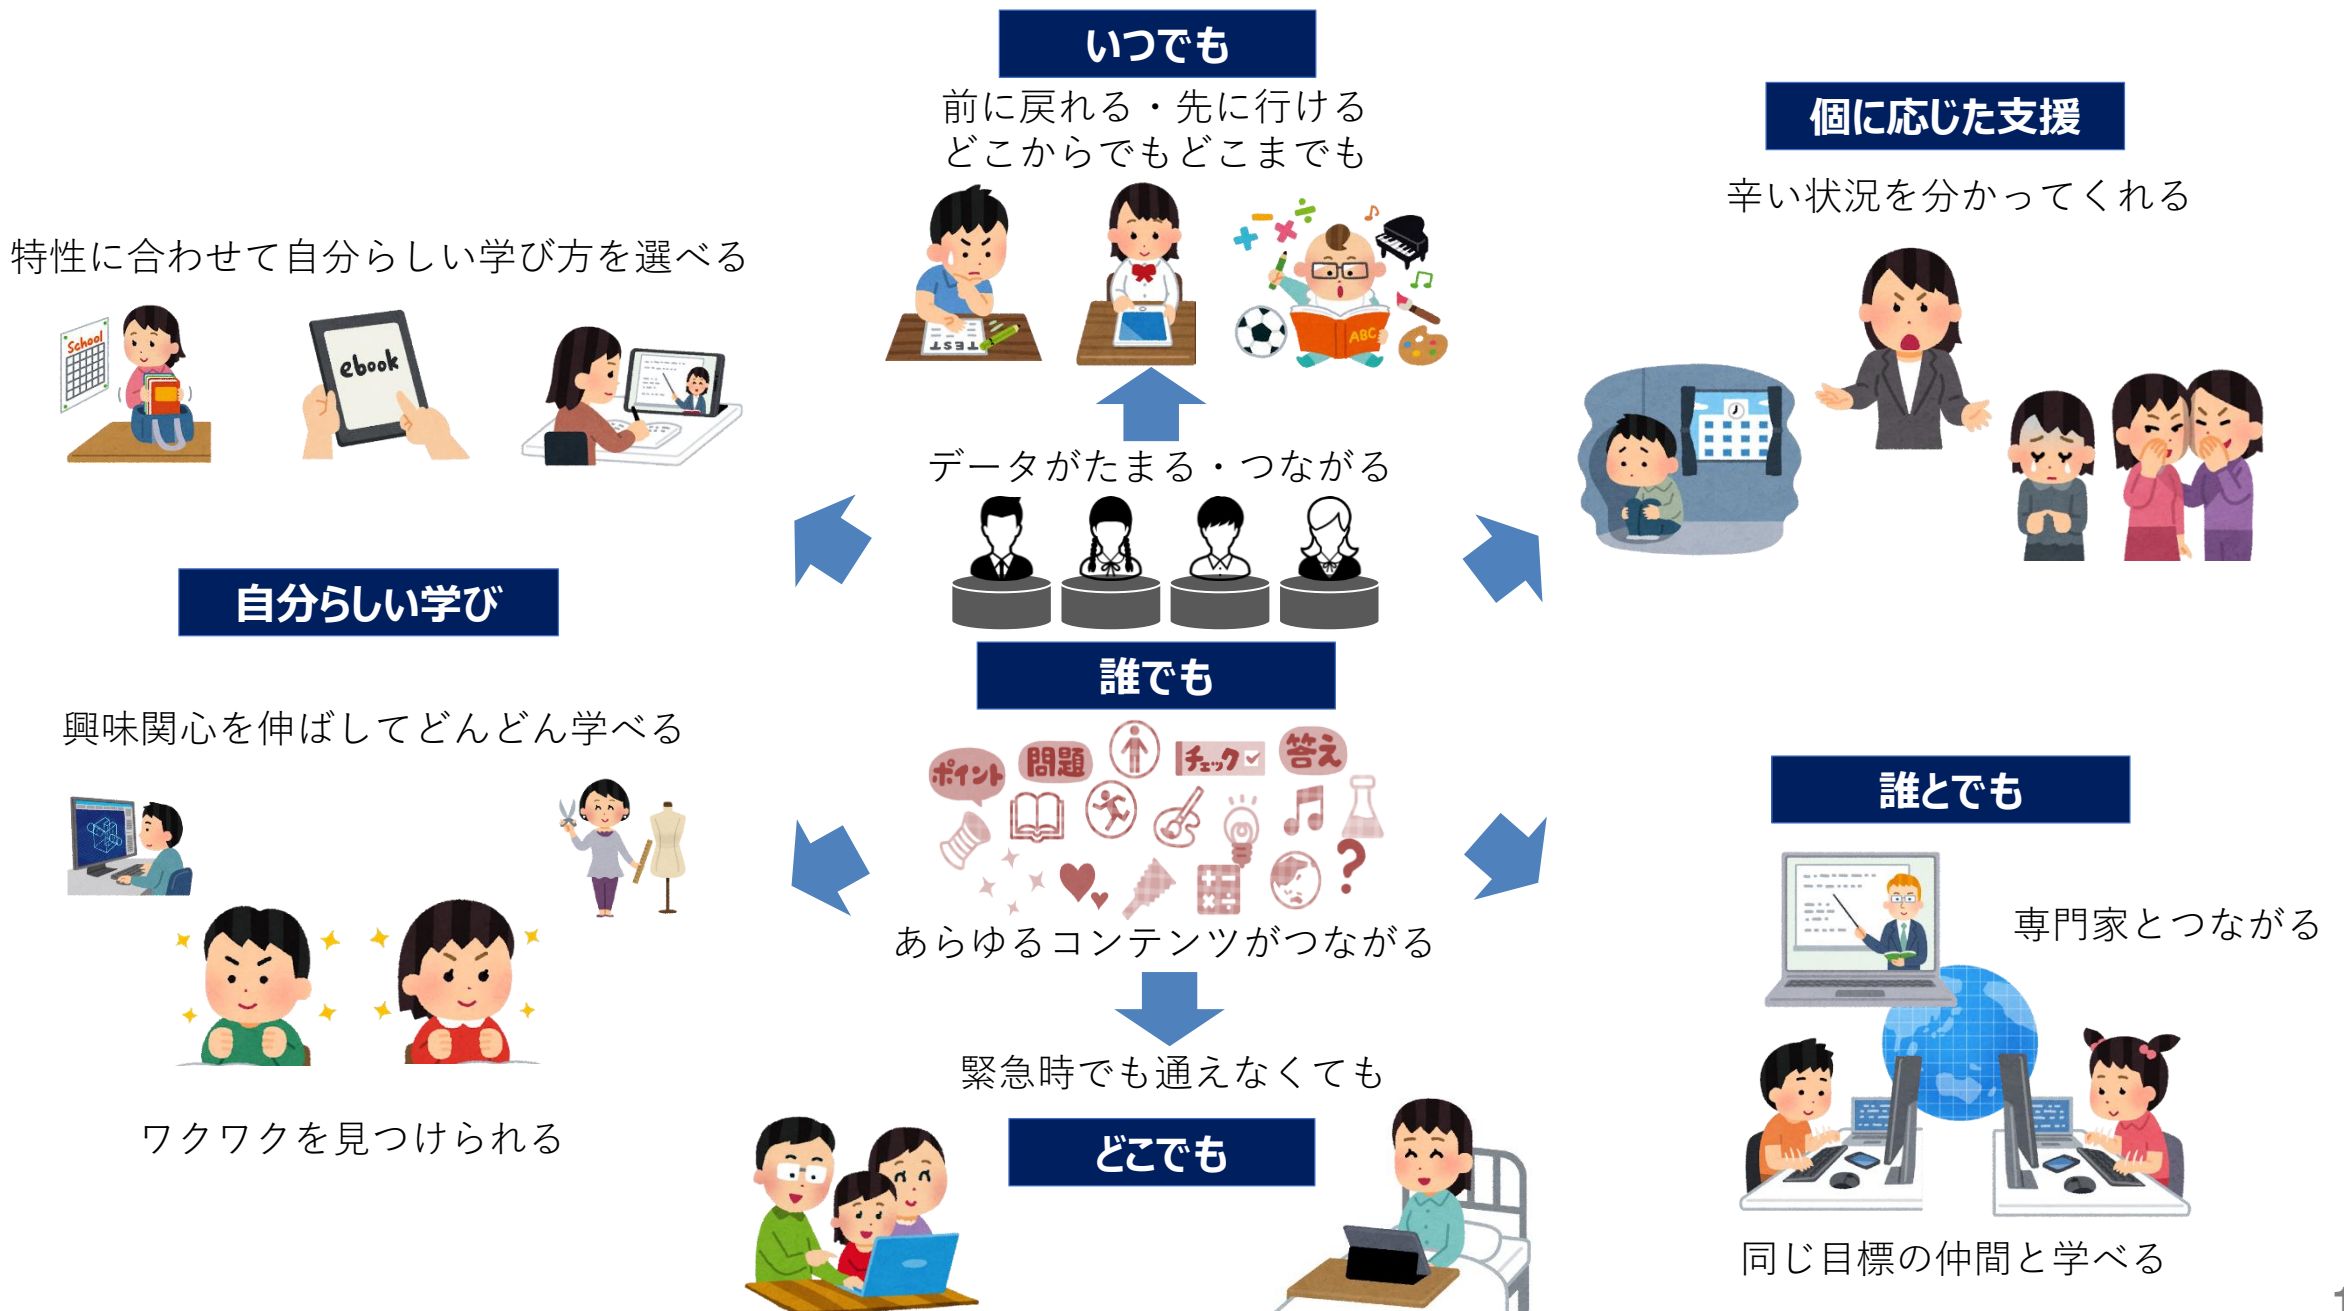 いつでも
前に戻れる・先に行ける
どこからでもどこまでも
TEST
ABC
個に応じた支援
辛い状況を分かってくれる
特性に合わせて自分らしい学び方を選べる
School
ebook
データがたまる・つながる
自分らしい学び
誰でも
興味関心を伸ばしてどんどん学べる
ポイント
問題
チェック
答え
?
あらゆるコンテンツがつながる
ワクワクを見つけられる
誰とでも
専門家とつながる
同じ目標の仲間と学べる
緊急時でも通えなくても
どこでも